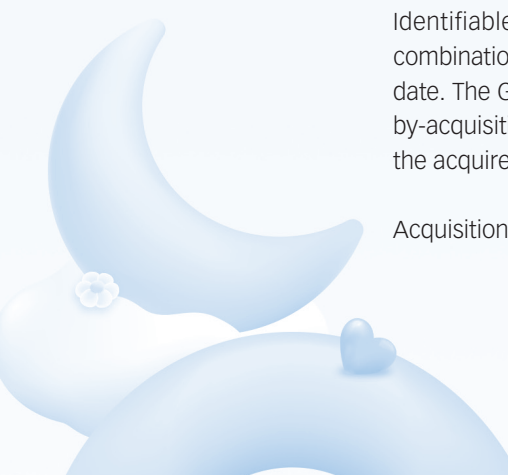 Identifiable
combinatio
date. The G
by-acquisit
the acquire
Acquisition